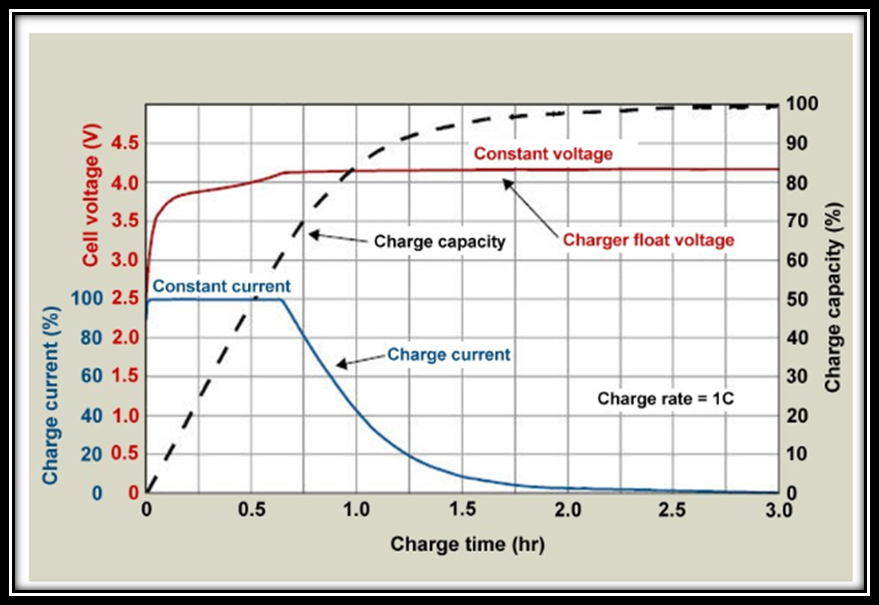 Cell voltage (V)
Charge current (%)
4.5
4.0
3.5
3.0
100 2.5
80 2.0
60 1.5
40 1.0
20 0.5
0 0
Constant voltage
Charge capacity
Charger float voltage
Constant current
Charge current
Charge rate = 1C
100
90
80
70
60
50
40
30
20
10
0
Charge capacity (%)
0 0.5 1.0 1.5 2.0 2.5 3.0
Charge time (hr)